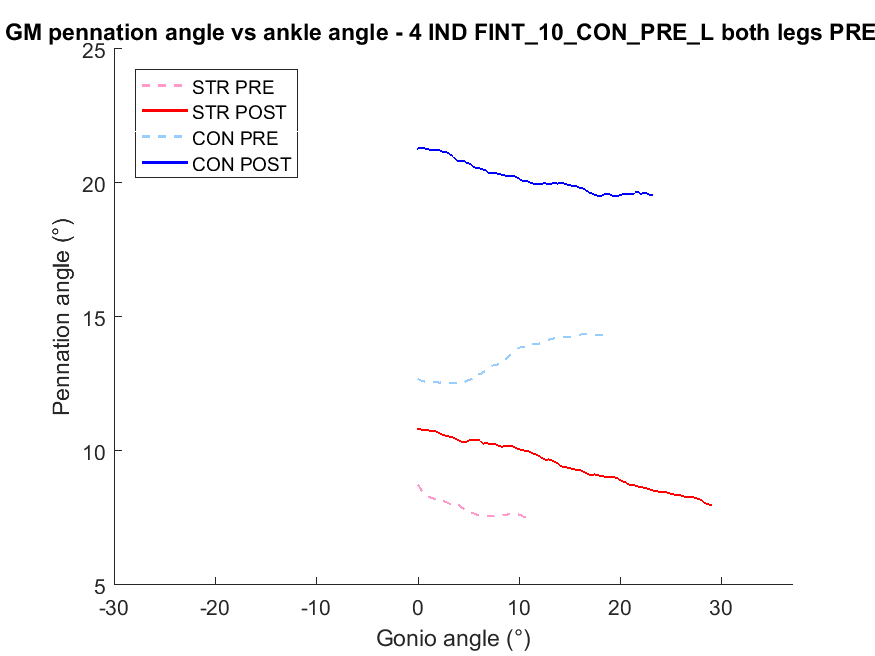 GM pennation angle vs ankle angle - 4 IND FINT_10_CON_PRE_L both legs PRE
25
STR PRE
STR POST
CON PRE
CON POST
20
15
10
5
Pennation angle (°)
-30 -20 -10 0 10 20 30
Gonio angle (°)